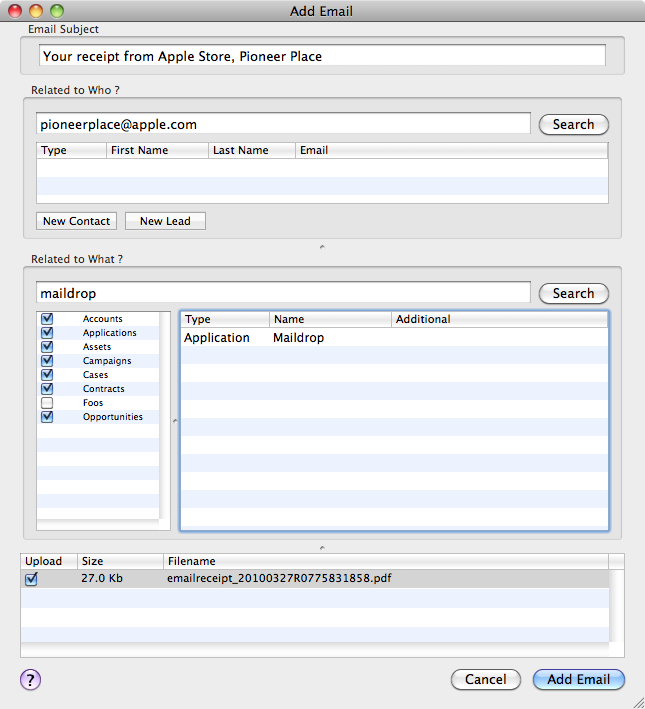 Add Email
Email Subject
Your receipt from Apple Store, Pioneer Place
Related to Who ?
pioneerplace@apple.com
Search
Type First Name Last Name Email
New Contact New Lead
Related to What ?
maildrop
Search
Accounts
Applications
Assets
Campaigns
Cases
Contracts
Foos
Opportunities
Type Name Additional
Application Maildrop
Upload Size Filename
27.0 Kb emailreceipt_20100327R0775831858.pdf
? Cancel Add Email